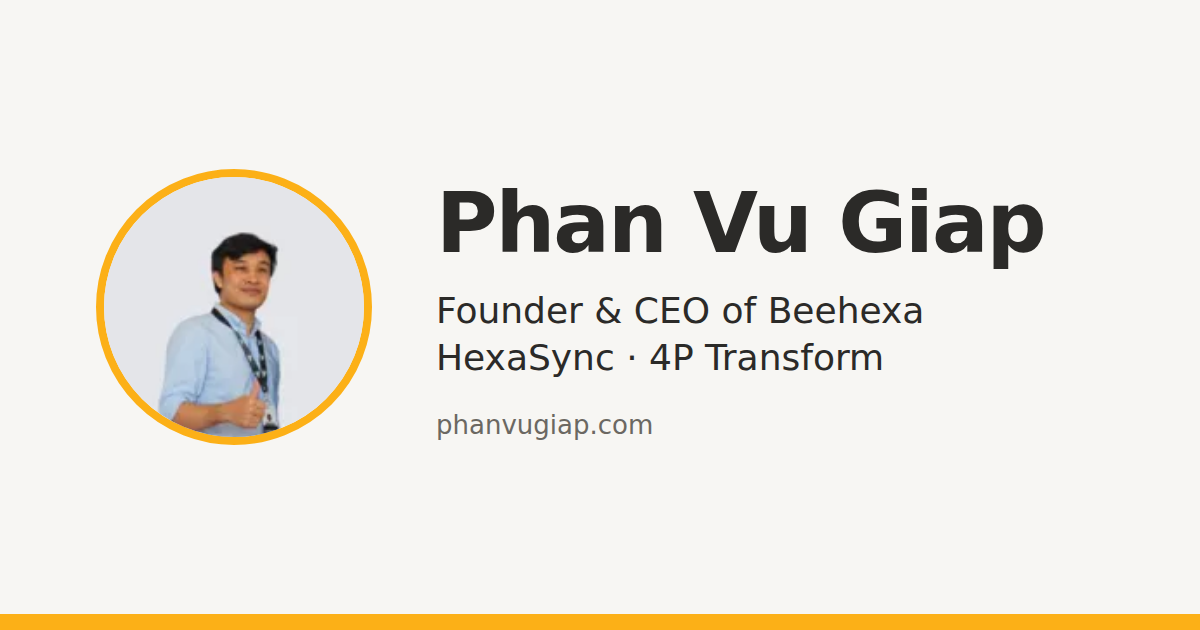 Phan Vu Giap
Founder & CEO of Beehexa
HexaSync · 4P Transform
phanvugiap.com